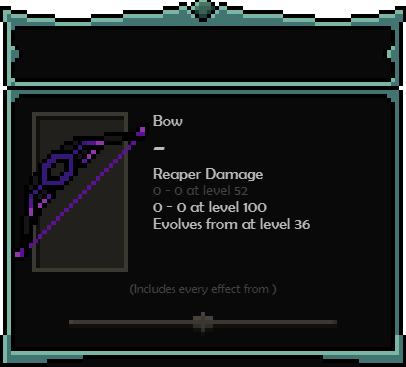 Bow
–
Reaper Damage
0 - 0 at level 52
0 - 0 at level 100
Evolves from at level 36
(Includes every effect from )